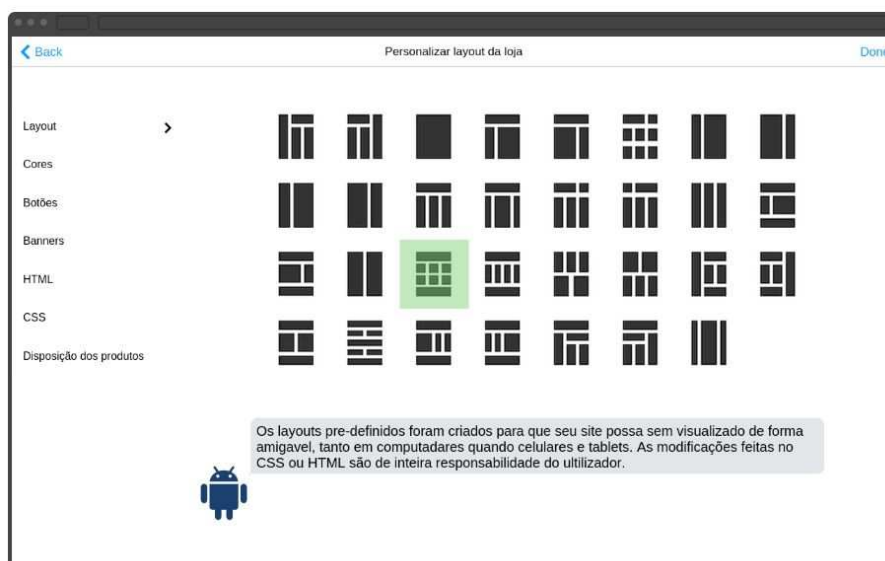 Back
Personalizar layout da loja
Done
Layout
Cores
Botões
Banners
HTML
CSS
Disposição dos produtos
Os layouts pre-definidos foram criados para que seu site possa sem visualizado de forma
amigavel, tanto em computadares quando celulares e tablets. As modificações feitas no
CSS ou HTML são de inteira responsabilidade do ultilizador.